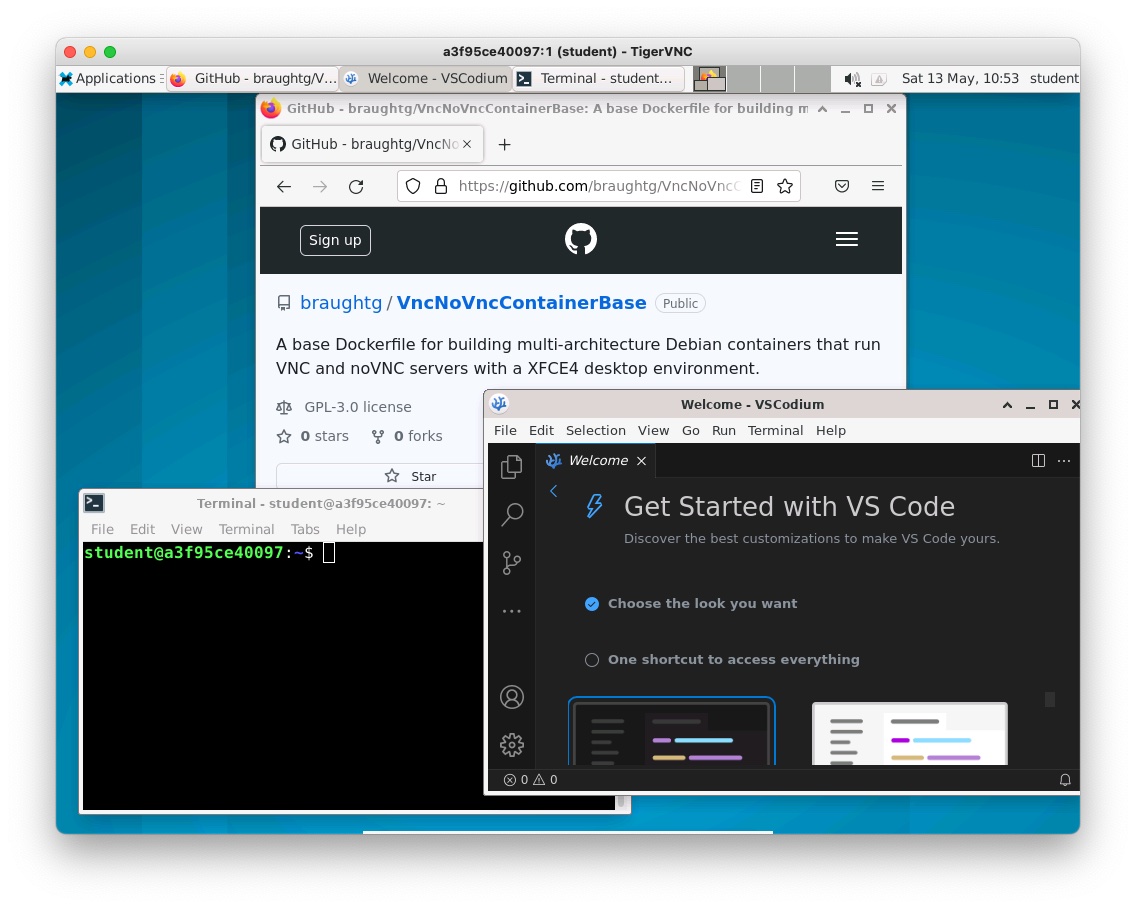 a3f95ce40097:1 (student) - TigerVNC
Applications GitHub - braughtg/V... Welcome - VSCodium Terminal - student... Sat 13 May, 10:53 student
GitHub - braughtg/VncNoVncContainerBase: A base Dockerfile for building m
GitHub - braughtg/VncNo
https://github.com/braughtg/VncNoVncC
Sign up
braughtg / VncNoVncContainerBase Public
A base Dockerfile for building multi-architecture Debian containers that run
VNC and noVNC servers with a XFCE4 desktop environment.
GPL-3.0 license
0 stars 0 forks
Star
Welcome - VSCodium
File Edit Selection View Go Run Terminal Help
Welcome
Get Started with VS Code
Discover the best customizations to make VS Code yours.
Choose the look you want
One shortcut to access everything
0 0
Terminal - student@a3f95ce40097: ~
File Edit View Terminal Tabs Help
student@a3f95ce40097:~$